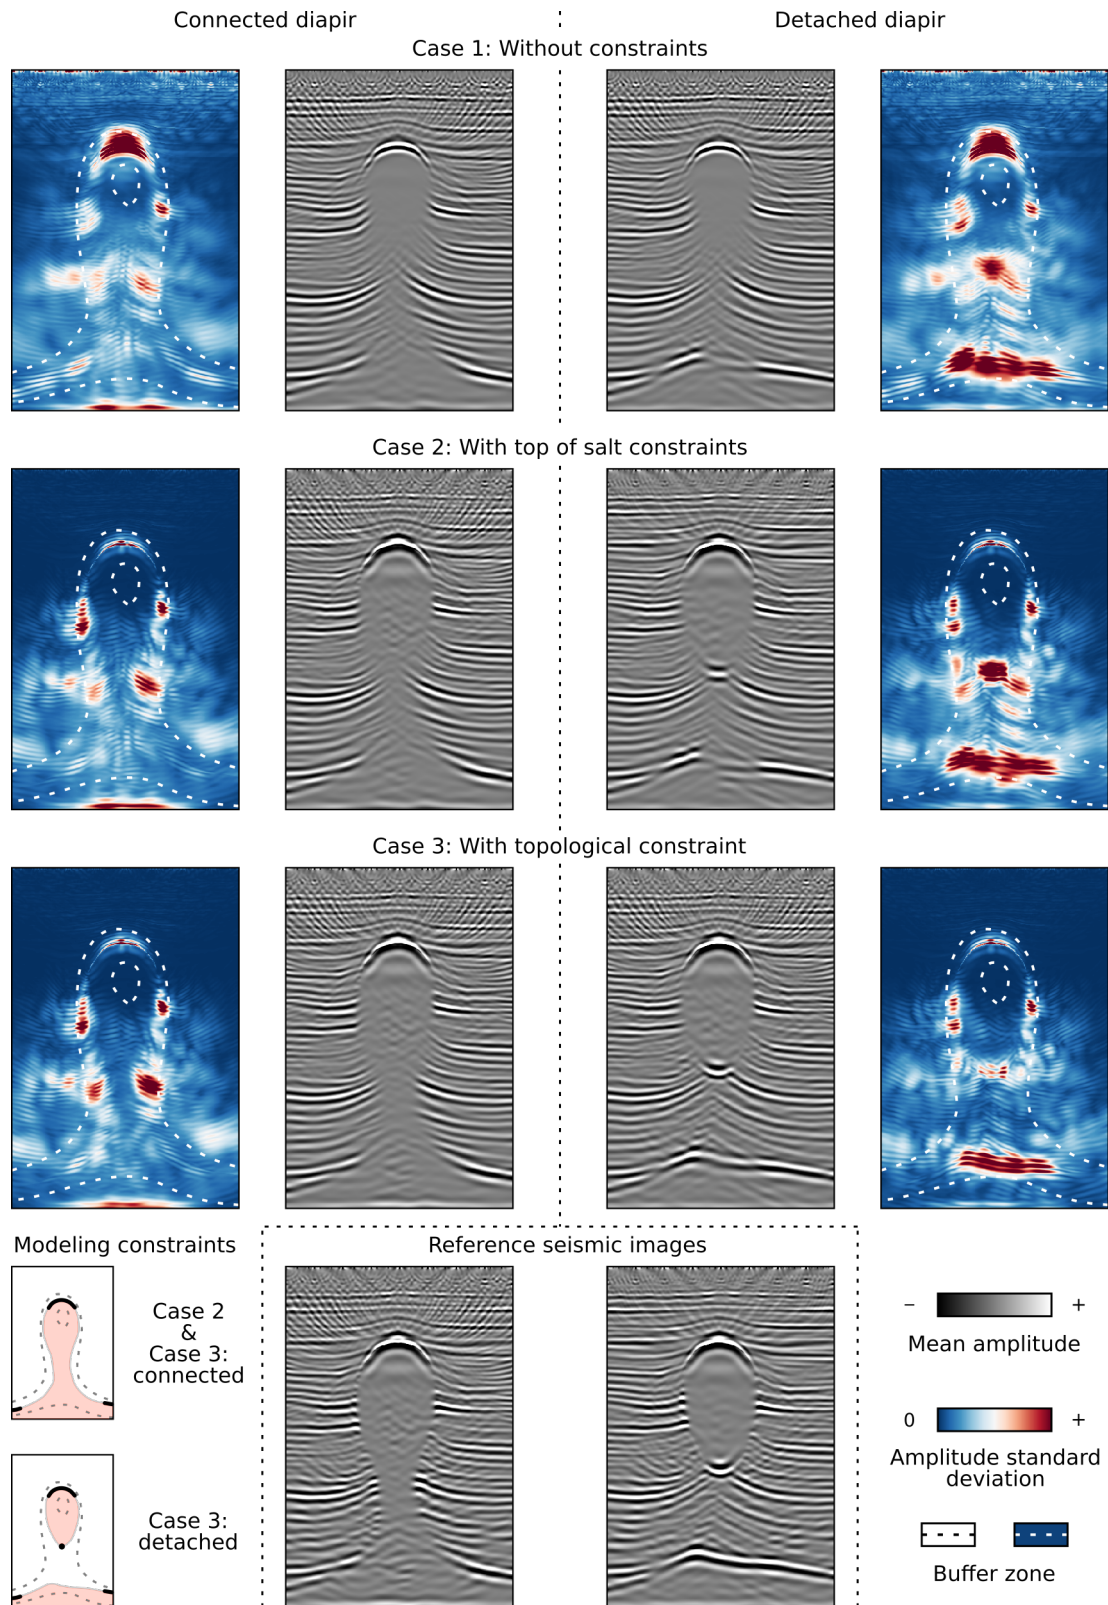 Connected diapir
Detached diapir
Case 1: Without constraints
Case 2: With top of salt constraints
Case 3: With topological constraint
Modeling constraints
Case 2
&
Case 3:
connected
Case 3:
detached
Reference seismic images
− +
Mean amplitude
0 +
Amplitude standard
deviation
Buffer zone